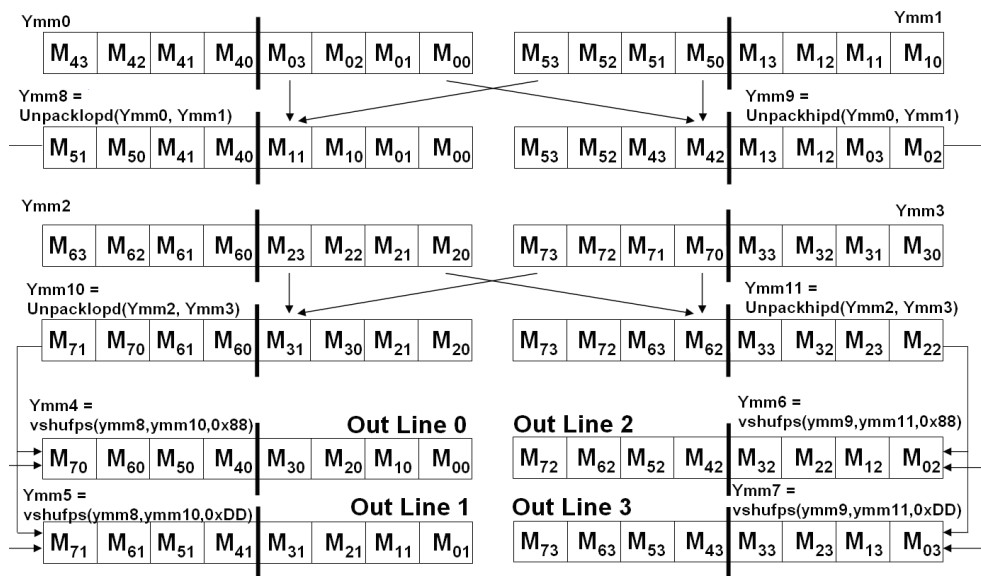 Ymm0 Ymm1
M43 M42 M41 M40 M03 M02 M01 M00 M53 M52 M51 M50 M13 M12 M11 M10
Ymm8 = Ymm9 =
Unpacklopd(Ymm0, Ymm1) Unpackhipd(Ymm0, Ymm1)
M51 M50 M41 M40 M11 M10 M01 M00 M53 M52 M43 M42 M13 M12 M03 M02
Ymm2 Ymm3
M63 M62 M61 M60 M23 M22 M21 M20 M73 M72 M71 M70 M33 M32 M31 M30
Ymm10 = Ymm11 =
Unpacklopd(Ymm2, Ymm3) Unpackhipd(Ymm2, Ymm3)
M71 M70 M61 M60 M31 M30 M21 M20 M73 M72 M63 M62 M33 M32 M23 M22
Ymm4 = Ymm6 =
vshufps(ymm8,ymm10,0x88) Out Line 0 Out Line 2 vshufps(ymm9,ymm11,0x88)
M70 M60 M50 M40 M30 M20 M10 M00 M72 M62 M52 M42 M32 M22 M12 M02
Ymm5 = Ymm7 =
vshufps(ymm8,ymm10,0xDD) Out Line 1 Out Line 3 vshufps(ymm9,ymm11,0xDD)
M71 M61 M51 M41 M31 M21 M11 M01 M73 M63 M53 M43 M33 M23 M13 M03